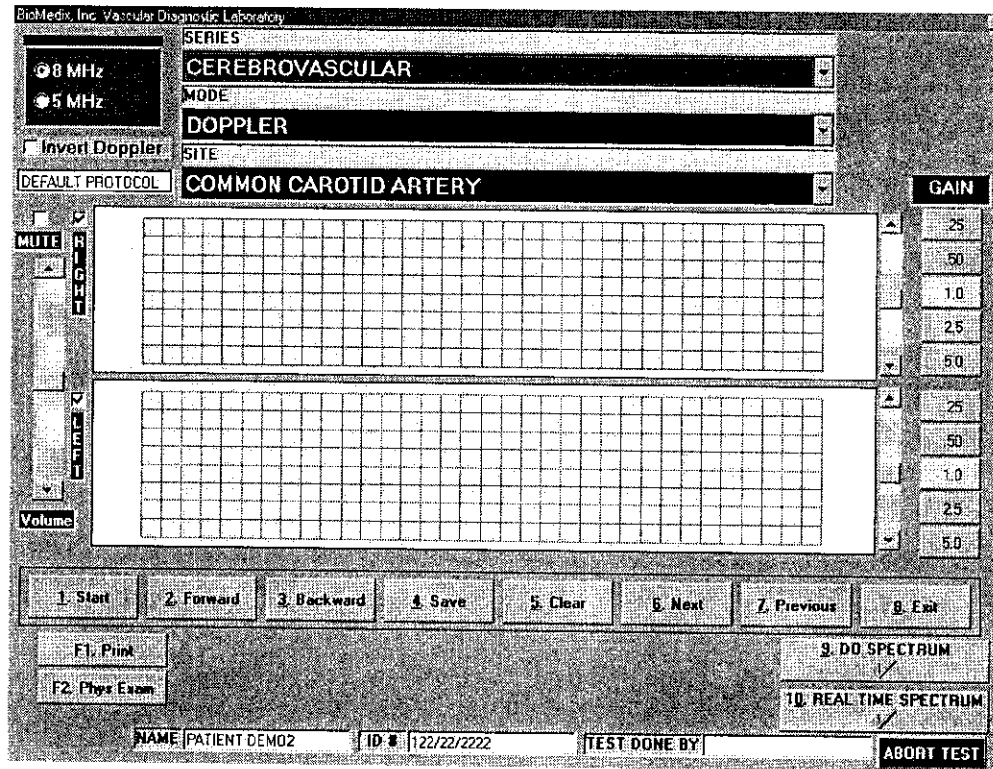 BioMedix, Inc. Vascular Diagnostic Laboratory
SERIES
8 MHz
CEREBROVASCULAR
5 MHz
MODE
DOPPLER
Invert Doppler
SITE
DEFAULT PROTOCOL
COMMON CAROTID ARTERY
GAIN
MUTE
RIGHT
.25
.50
1.0
2.5
5.0
LEFT
.25
.50
1.0
2.5
5.0
Volume
1. Start
2. Forward
3. Backward
4. Save
5. Clear
6. Next
7. Previous
8. Exit
F1. Print
9. DO SPECTRUM
F2. Phys Exam
10. REAL TIME SPECTRUM
NAME PATIENT DEMO2
ID # 122/22/2222
TEST DONE BY
ABORT TEST